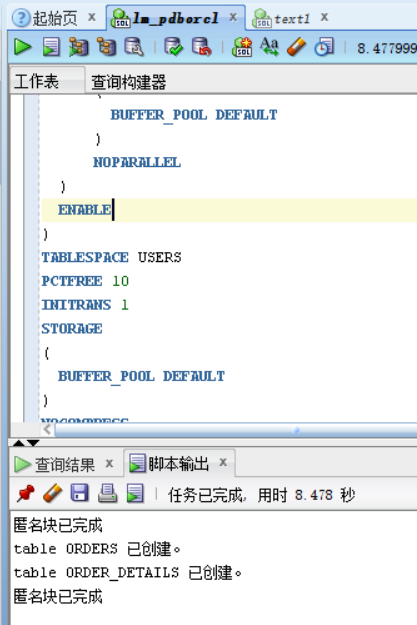 起始页 x lm_pdborcl x text1 x
8.477999
工作表 查询构建器
(
BUFFER_POOL DEFAULT
)
NOPARALLEL
)
ENABLE
)
TABLESPACE USERS
PCTFREE 10
INITRANS 1
STORAGE
(
BUFFER_POOL DEFAULT
)
NOCOMPRESS
查询结果 x 脚本输出 x
任务已完成, 用时 8.478 秒
匿名块已完成
table ORDERS 已创建。
table ORDER_DETAILS 已创建。
匿名块已完成